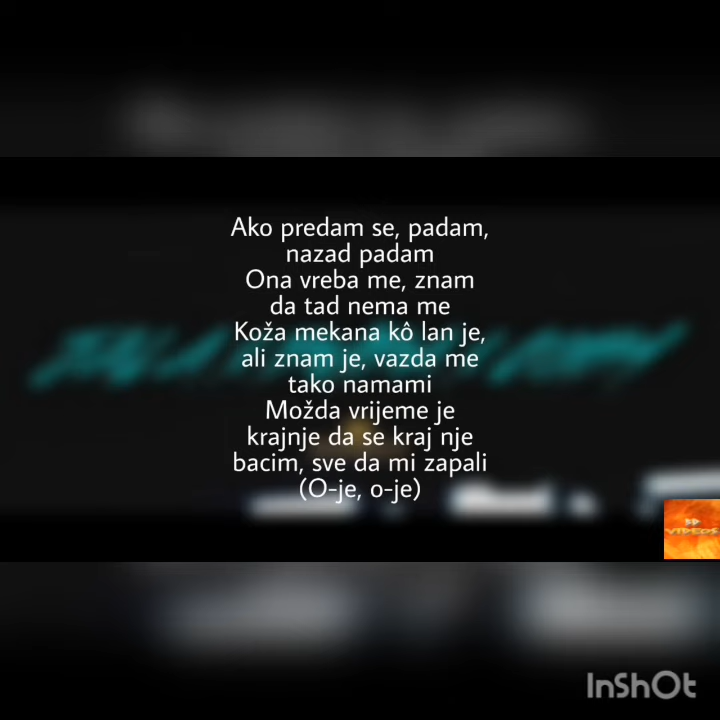 Ako predam se, padam,
nazad padam
Ona vreba me, znam
da tad nema me
Koža mekana kô lan je,
ali znam je, vazda me
tako namami
Možda vrijeme je
krajnje da se kraj nje
bacim, sve da mi zapali
(O-je, o-je)
VIDEOS
InShOt